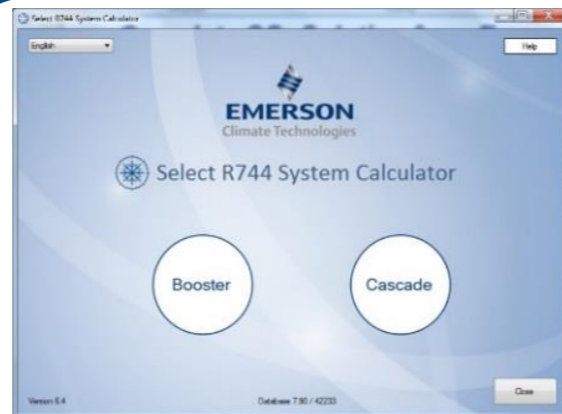 Select R744 System Calculator
English
Help
EMERSON
Climate Technologies
Select R744 System Calculator
Booster
Cascade
Version 6.4
Database 7.90 / 42233
Close